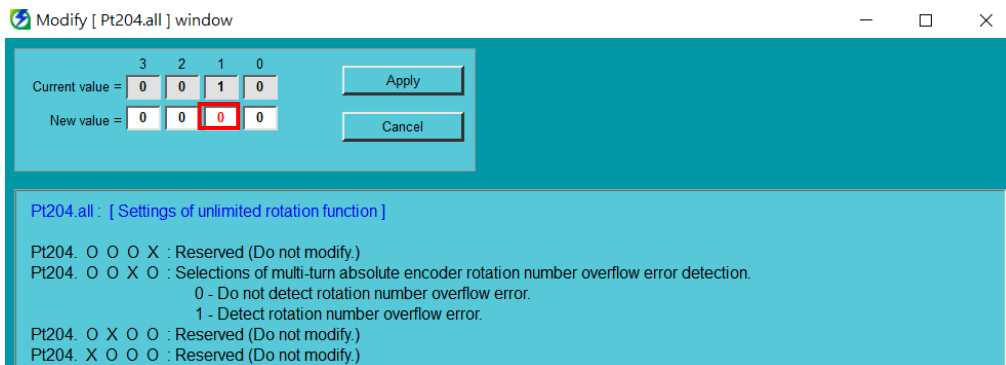 Modify [ Pt204.all ] window
3 2 1 0
Current value = 0 0 1 0
Apply
New value = 0 0 0 0
Cancel
Pt204.all : [ Settings of unlimited rotation function ]
Pt204. O O O X : Reserved (Do not modify.)
Pt204. O O X O : Selections of multi-turn absolute encoder rotation number overflow error detection.
0 - Do not detect rotation number overflow error.
1 - Detect rotation number overflow error.
Pt204. O X O O : Reserved (Do not modify.)
Pt204. X O O O : Reserved (Do not modify.)